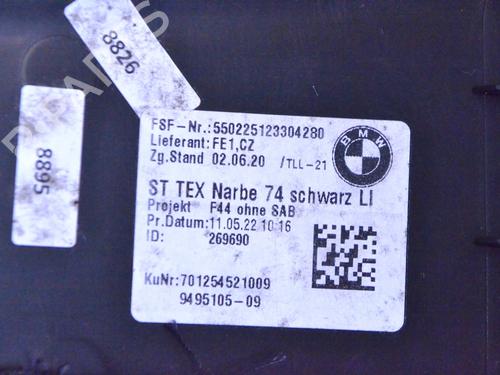 8826
8895
FSF-Nr.:550225123304280
Lieferant:FE1,CZ
Zg.Stand 02.06.20 /TLL-21
BMW
ST TEX Narbe 74 schwarz LI
Projekt F44 ohne SAB
Pr.Datum:11.05.22 10:16
ID: 269690
KuNr:701254521009
9495105-09